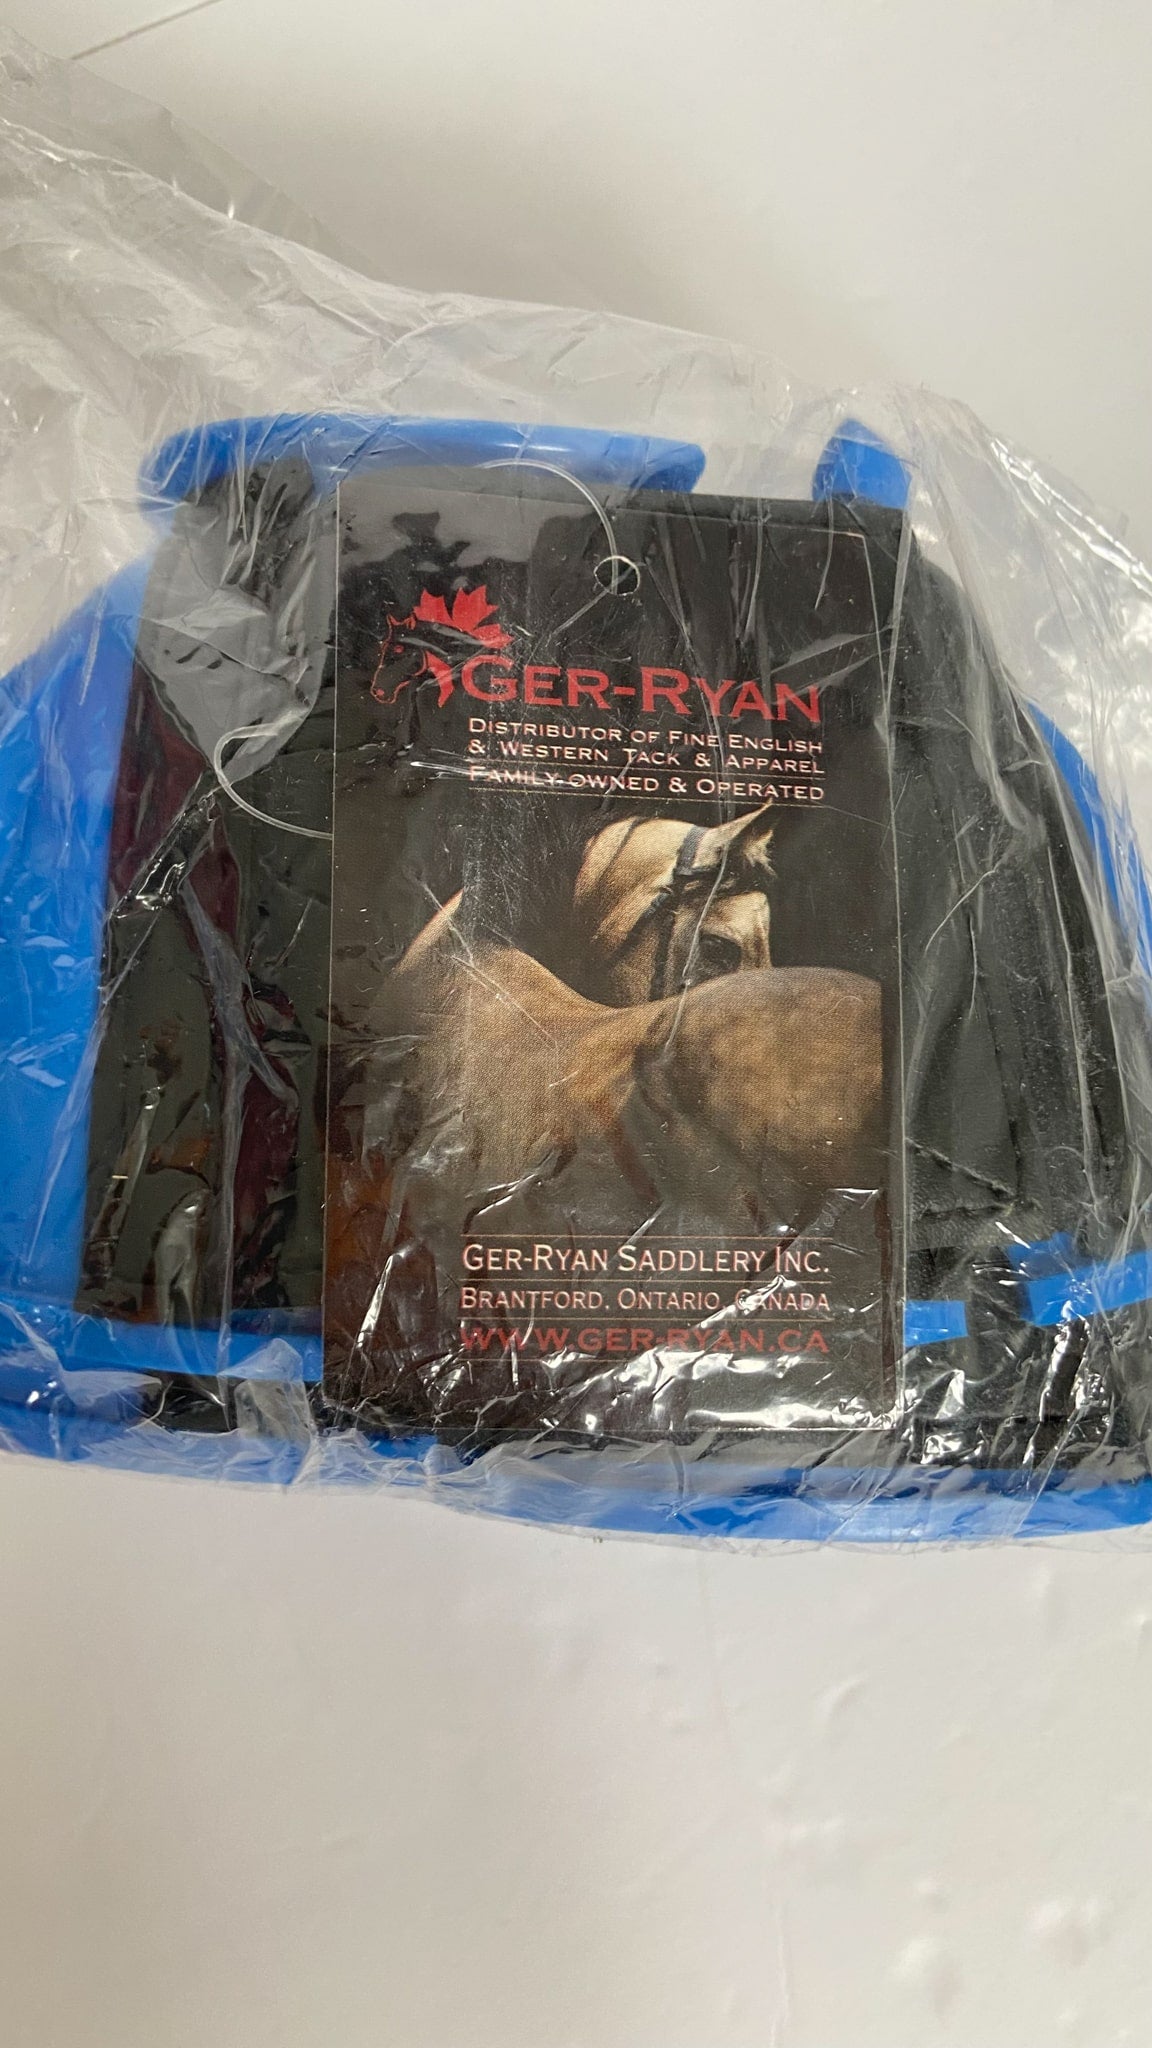 GER-RYAN
DISTRIBUTOR OF FINE ENGLISH
& WESTERN TACK & APPAREL
FAMILY OWNED & OPERATED
GER-RYAN SADDLERY INC.
BRANTFORD, ONTARIO, CANADA
WWW.GER-RYAN.CA